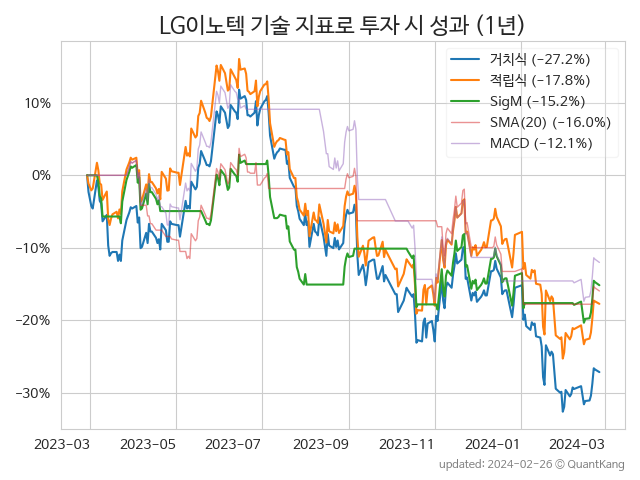 LG이노텍 기술 지표로 투자 시 성과 (1년)
거치식 (−27.2%)
적립식 (−17.8%)
SigM (−15.2%)
SMA(20) (−16.0%)
MACD (−12.1%)
10%
0%
−10%
−20%
−30%
2023-03 2023-05 2023-07 2023-09 2023-11 2024-01 2024-03
updated: 2024-02-26 © QuantKang